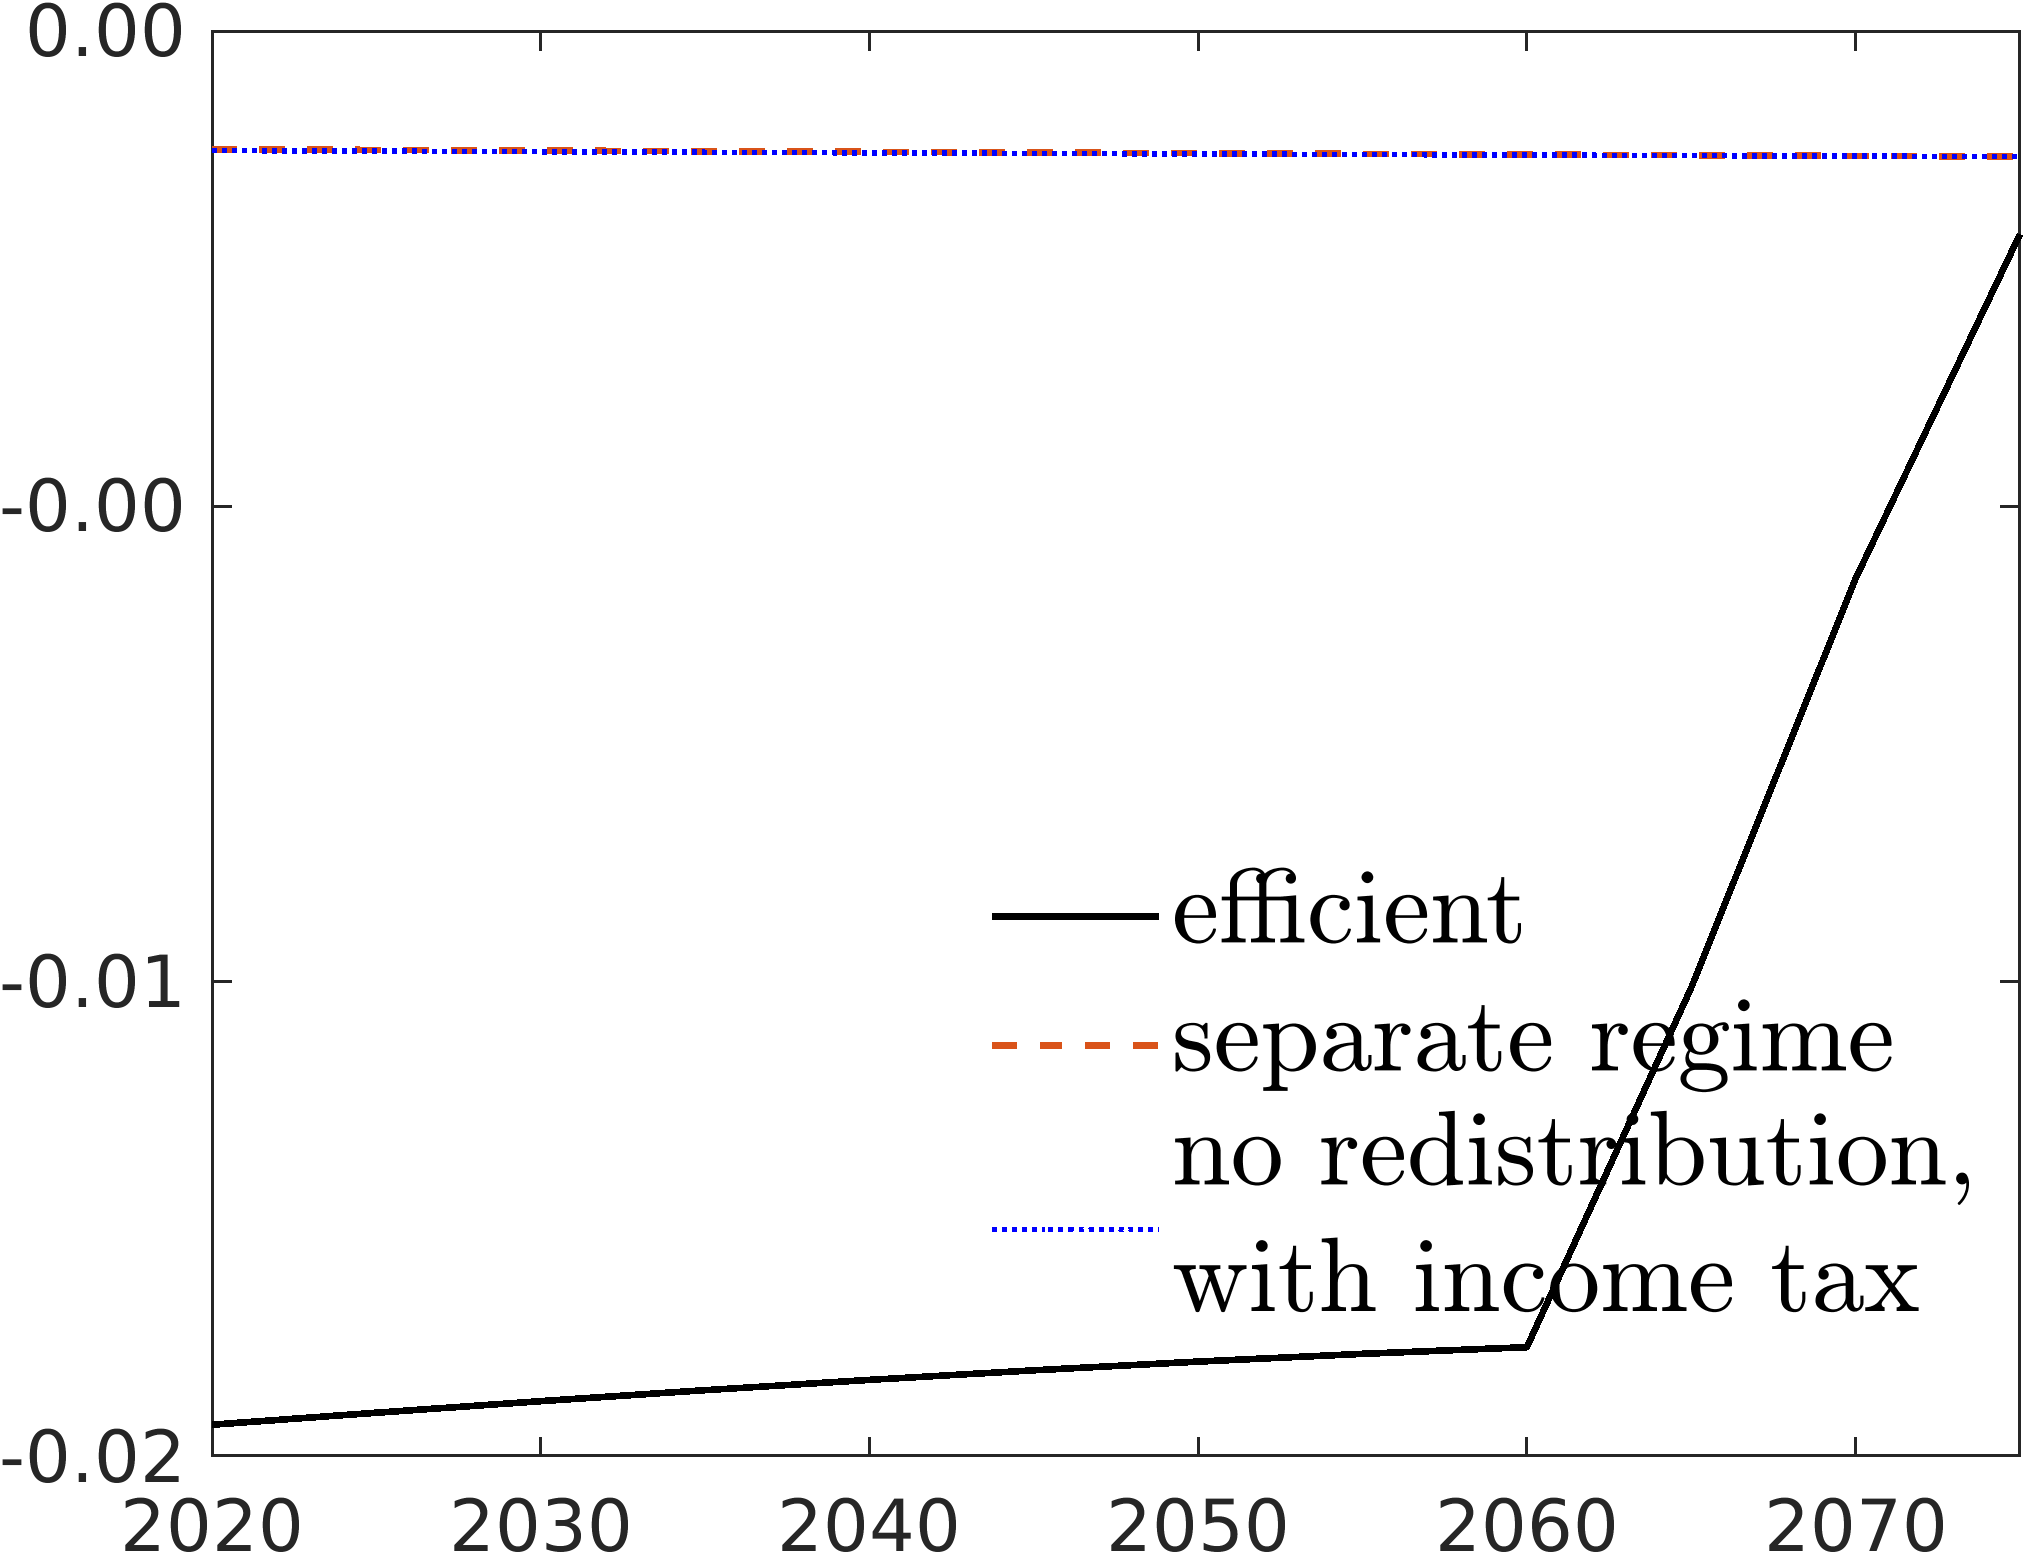 0.00
-0.00
-0.01
-0.02
2020 2030 2040 2050 2060 2070
efficient
separate regime
no redistribution,
with income tax